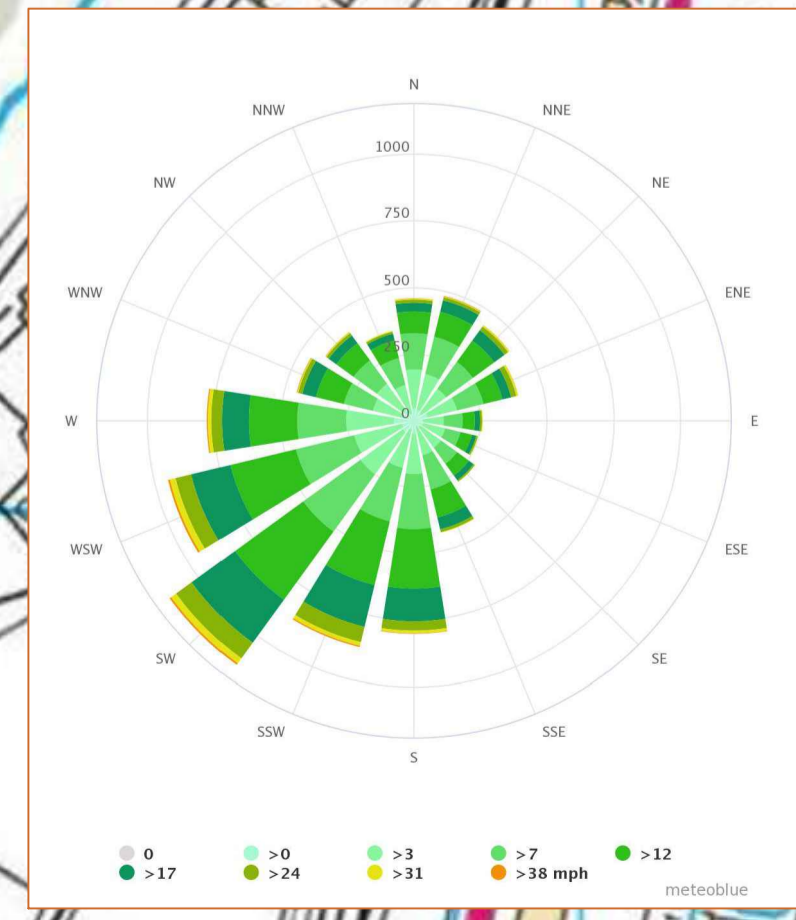 N
NNW NNE
1000
NW NE
750
WNW ENE
500
250
W 0 E
WSW ESE
SW SE
SSW SSE
S
0 >0 >3 >7 >12
>17 >24 >31 >38 mph
meteoblue